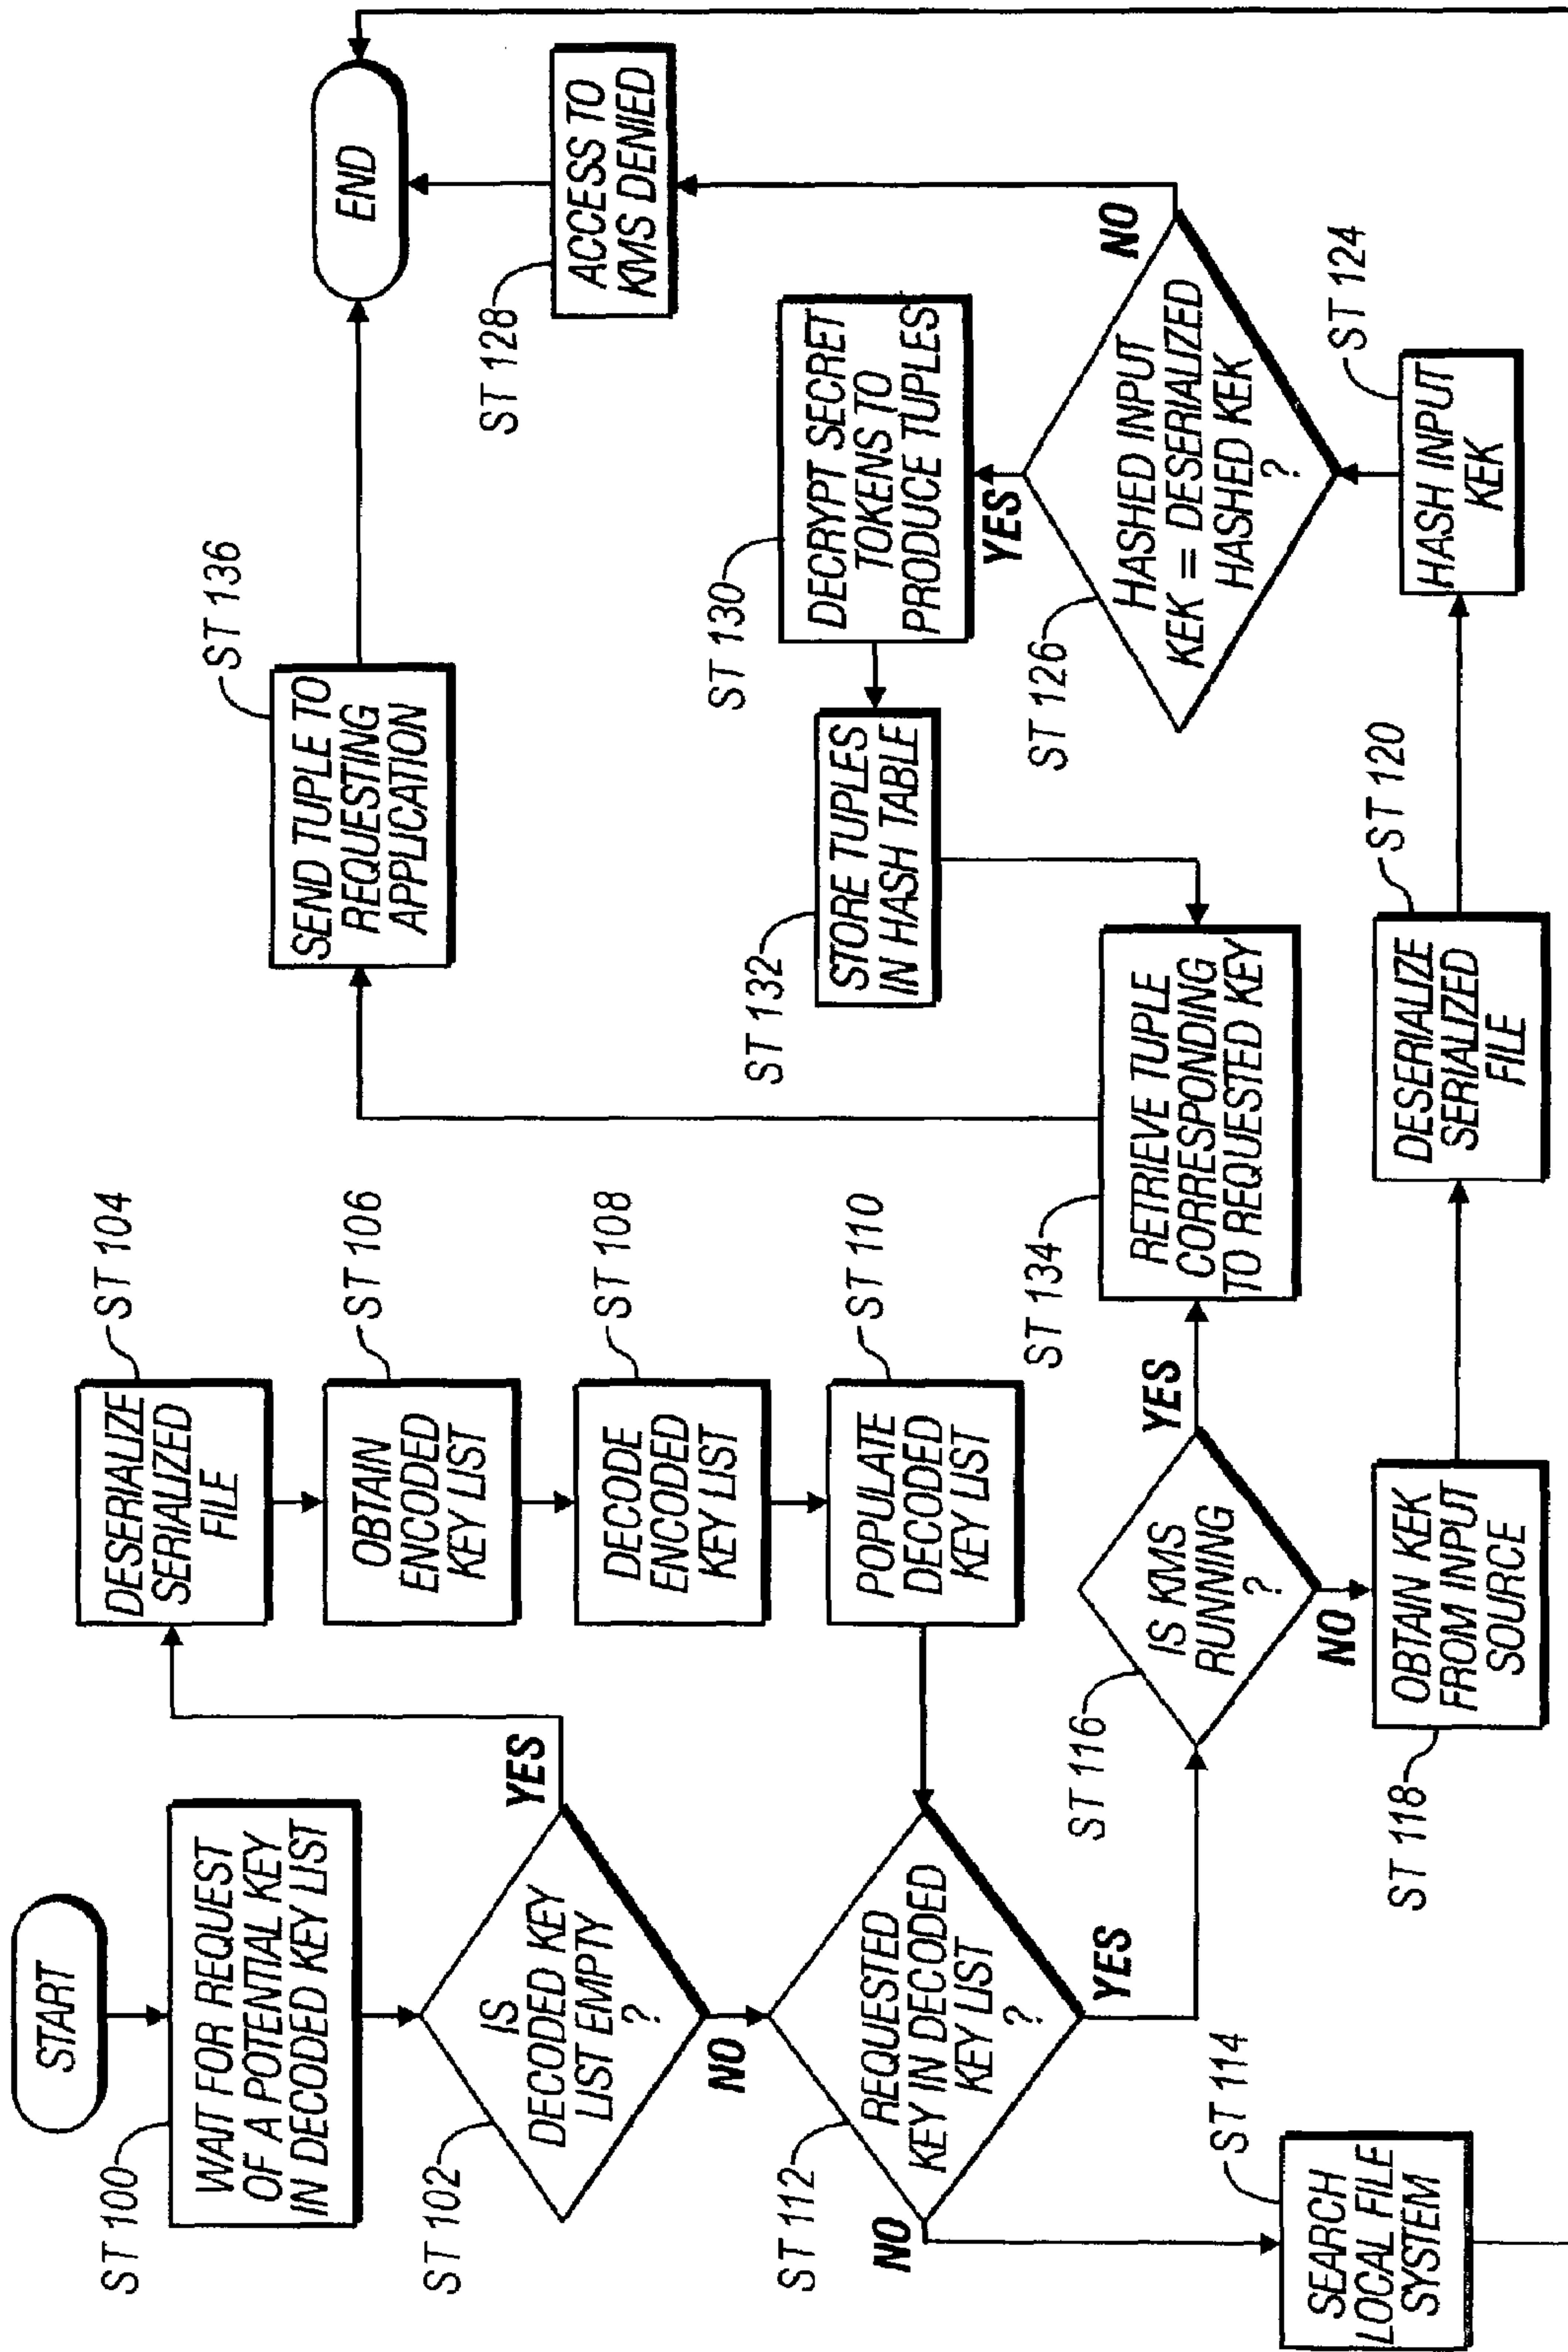 START
ST 100
WAIT FOR REQUEST
OF A POTENTIAL KEY
IN DECODED KEY LIST
ST 102
IS
DECODED KEY
LIST EMPTY
?
YES
NO
DESERIALIZE
SERIALIZED
FILE
ST 104
OBTAIN
ENCODED
KEY LIST
ST 106
DECODE
ENCODED
KEY LIST
ST 108
POPULATE
DECODED
KEY LIST
ST 110
ST 112
REQUESTED
KEY IN DECODED
KEY LIST
?
NO
YES
SEARCH
LOCAL FILE
SYSTEM
ST 114
ST 116
IS KMS
RUNNING
?
YES
NO
ST 118
OBTAIN KEK
FROM INPUT
SOURCE
DESERIALIZE
SERIALIZED
FILE
ST 120
HASH INPUT
KEK
ST 124
ST 126
HASHED INPUT
KEK = DESERIALIZED
HASHED KEK
?
YES
NO
ST 128
ACCESS TO
KMS DENIED
ST 130
DECRYPT SECRET
TOKENS TO
PRODUCE TUPLES
ST 132
STORE TUPLES
IN HASH TABLE
ST 134
RETRIEVE TUPLE
CORRESPONDING
TO REQUESTED KEY
SEND TUPLE TO
REQUESTING
APPLICATION
ST 136
END